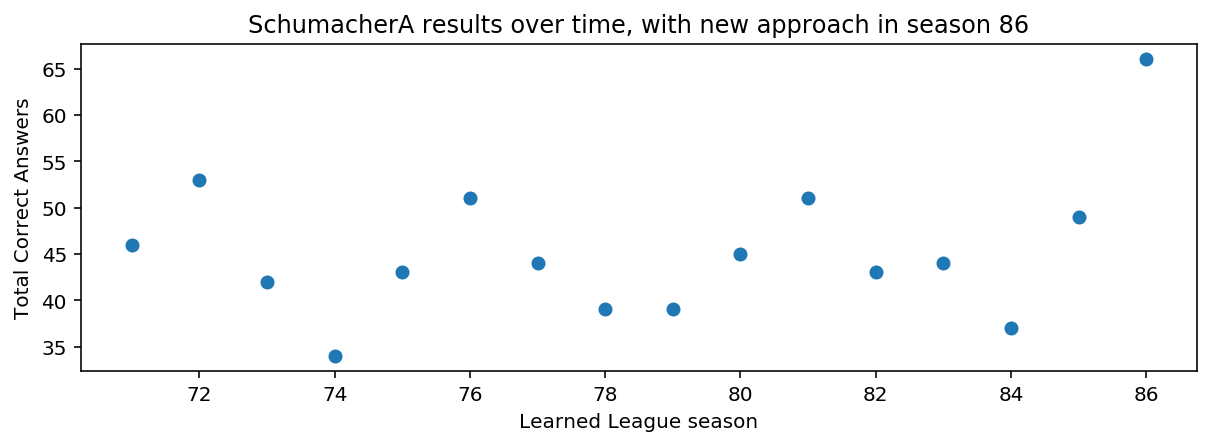 SchumacherA results over time, with new approach in season 86
Total Correct Answers
65
60
55
50
45
40
35
72 74 76 78 80 82 84 86
Learned League season